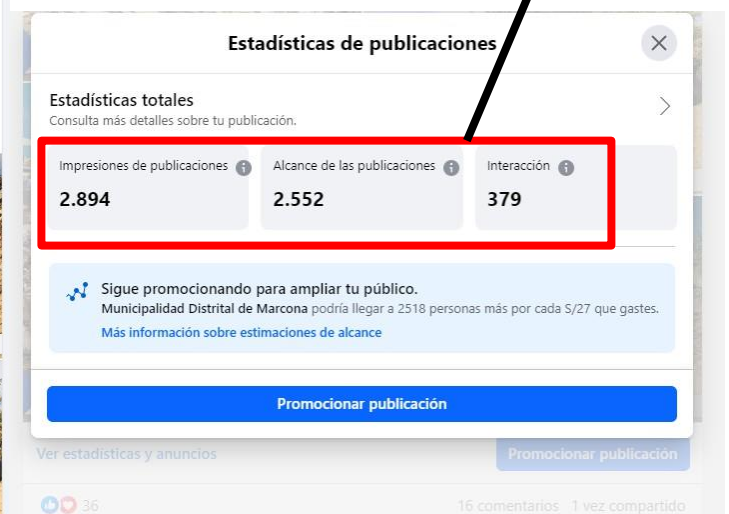 Estadísticas de publicaciones
Estadísticas totales
Consulta más detalles sobre tu publicación.
Impresiones de publicaciones
Alcance de las publicaciones
Interacción
2.894
2.552
379
Sigue promocionando para ampliar tu público.
Municipalidad Distrital de Marcona podría llegar a 2518 personas más por cada S/27 que gastes.
Más información sobre estimaciones de alcance
Promocionar publicación
Ver estadísticas y anuncios
Promocionar publicación
36
16 comentarios 1 vez compartido